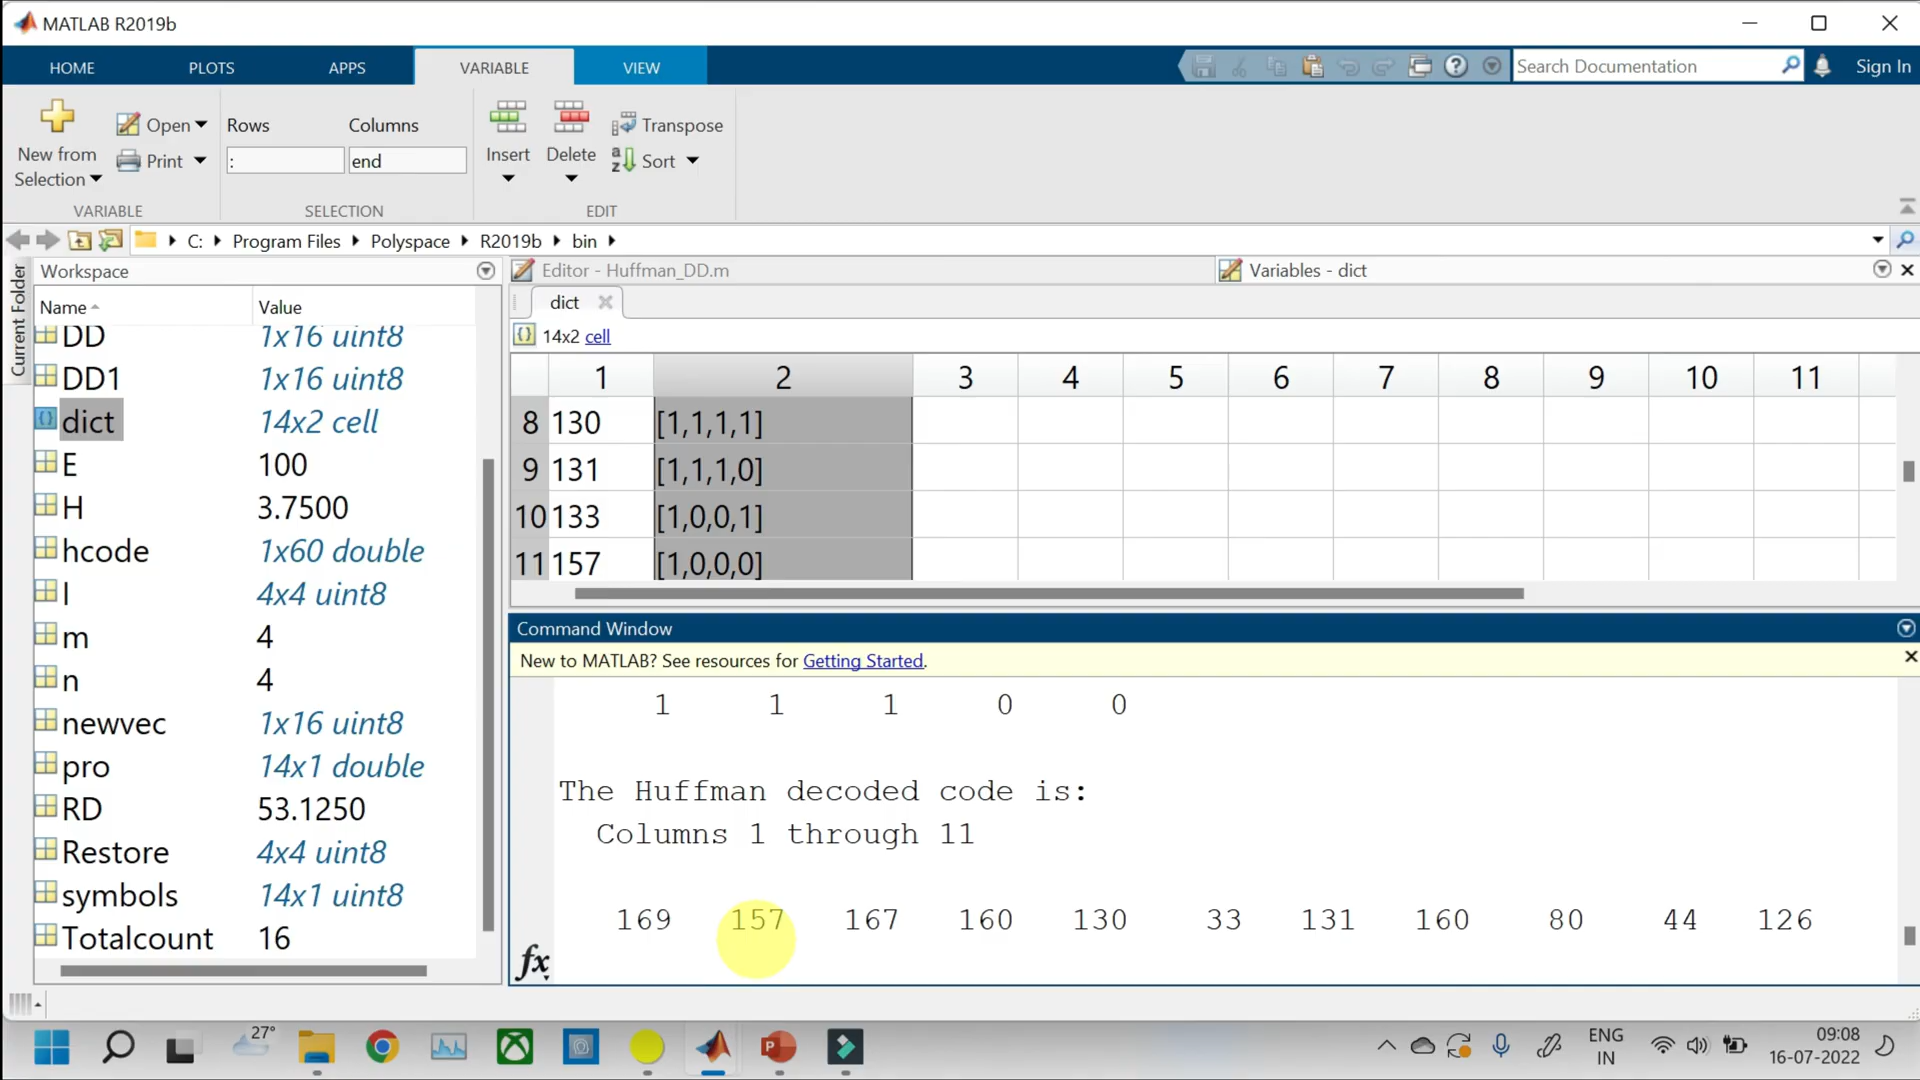 MATLAB R2019b
HOME PLOTS APPS VARIABLE VIEW Search Documentation Sign In
New from Selection Open Print Rows Columns : end Insert Delete Transpose Sort
VARIABLE SELECTION EDIT
C: Program Files Polyspace R2019b bin
Current Folder
Workspace
Name Value
DD 1x16 uint8
DD1 1x16 uint8
dict 14x2 cell
E 100
H 3.7500
hcode 1x60 double
I 4x4 uint8
m 4
n 4
newvec 1x16 uint8
pro 14x1 double
RD 53.1250
Restore 4x4 uint8
symbols 14x1 uint8
Totalcount 16
Editor - Huffman_DD.m Variables - dict
dict
{} 14x2 cell
1 2 3 4 5 6 7 8 9 10 11
8 130 [1,1,1,1]
9 131 [1,1,1,0]
10 133 [1,0,0,1]
11 157 [1,0,0,0]
Command Window
New to MATLAB? See resources for Getting Started.
1 1 1 0 0
The Huffman decoded code is:
Columns 1 through 11
169 157 167 160 130 33 131 160 80 44 126
fx
27° ENG IN 09:08 16-07-2022